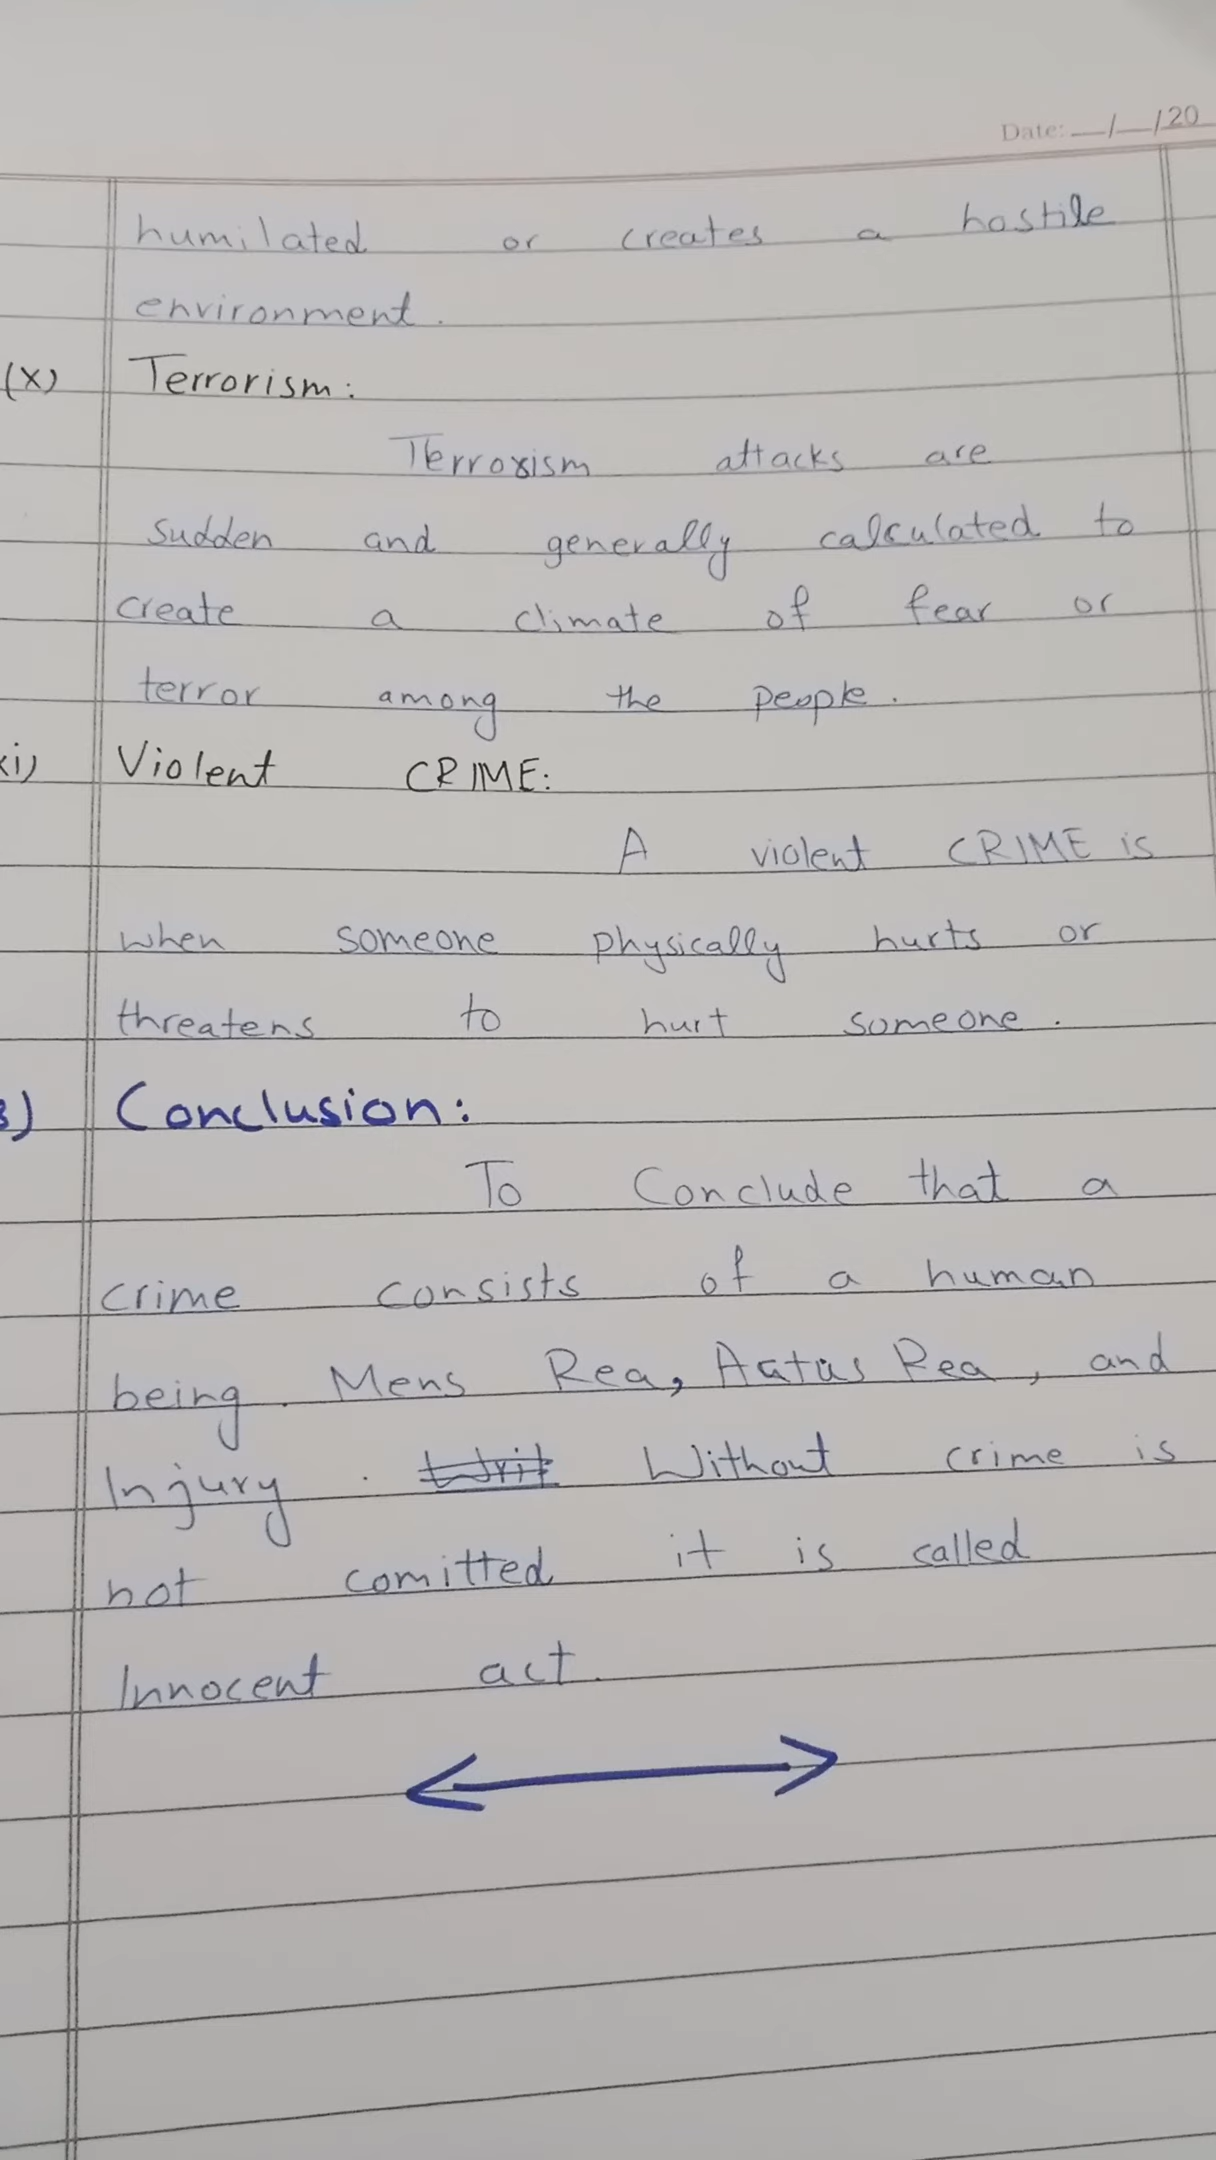 Date: __/__/20
humilated or creates a hostile
environment.
(x) Terrorism:
Terrorism attacks are
sudden and generally calculated to
create a climate of fear or
terror among the people.
xi) Violent CRIME:
A violent CRIME is
when someone physically hurts or
threatens to hurt someone.
3) Conclusion:
To Conclude that a
crime consists of a human
being. Mens Rea, Aatus Rea, and
Injury. Without crime is
not comitted it is called
Innocent act.